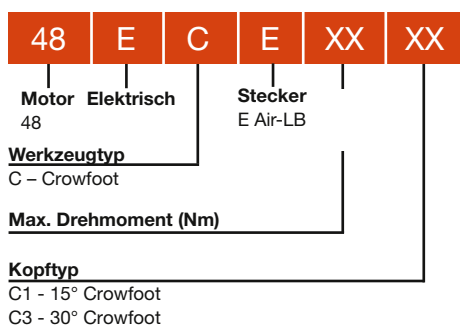 48 E C E XX XX
Motor Elektrisch Stecker
48 E Air-LB
Werkzeugtyp
C – Crowfoot
Max. Drehmoment (Nm)
Kopftyp
C1 - 15° Crowfoot
C3 - 30° Crowfoot